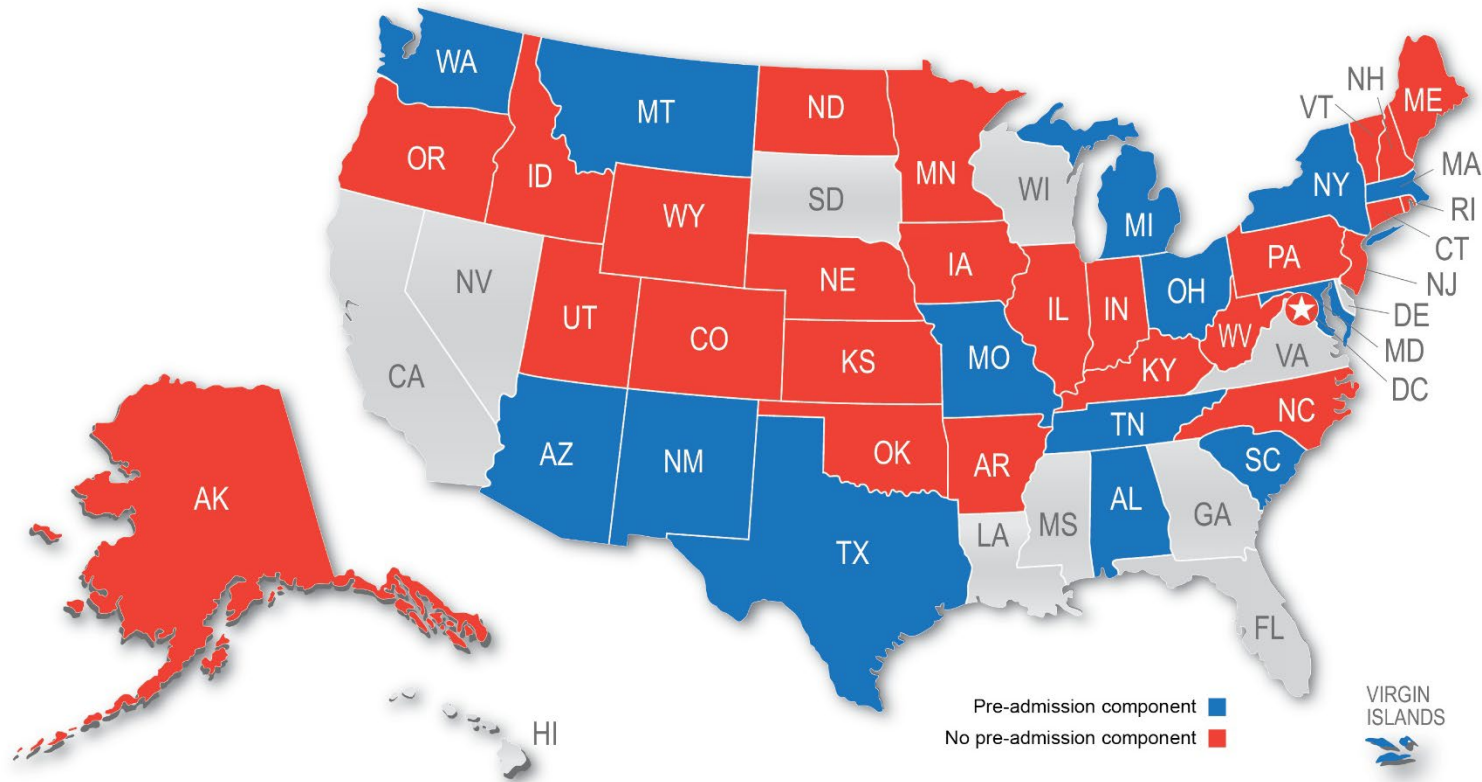 WA
MT
ND
MN
NH
VT
ME
OR
ID
WY
SD
WI
MI
NY
MA
RI
CT
NJ
NV
UT
CO
NE
IA
IL
IN
OH
PA
DE
MD
DC
CA
KS
MO
KY
WV
VA
AZ
NM
OK
AR
TN
NC
SC
TX
LA
MS
AL
GA
FL
AK
HI
Pre-admission component
No pre-admission component
VIRGIN
ISLANDS